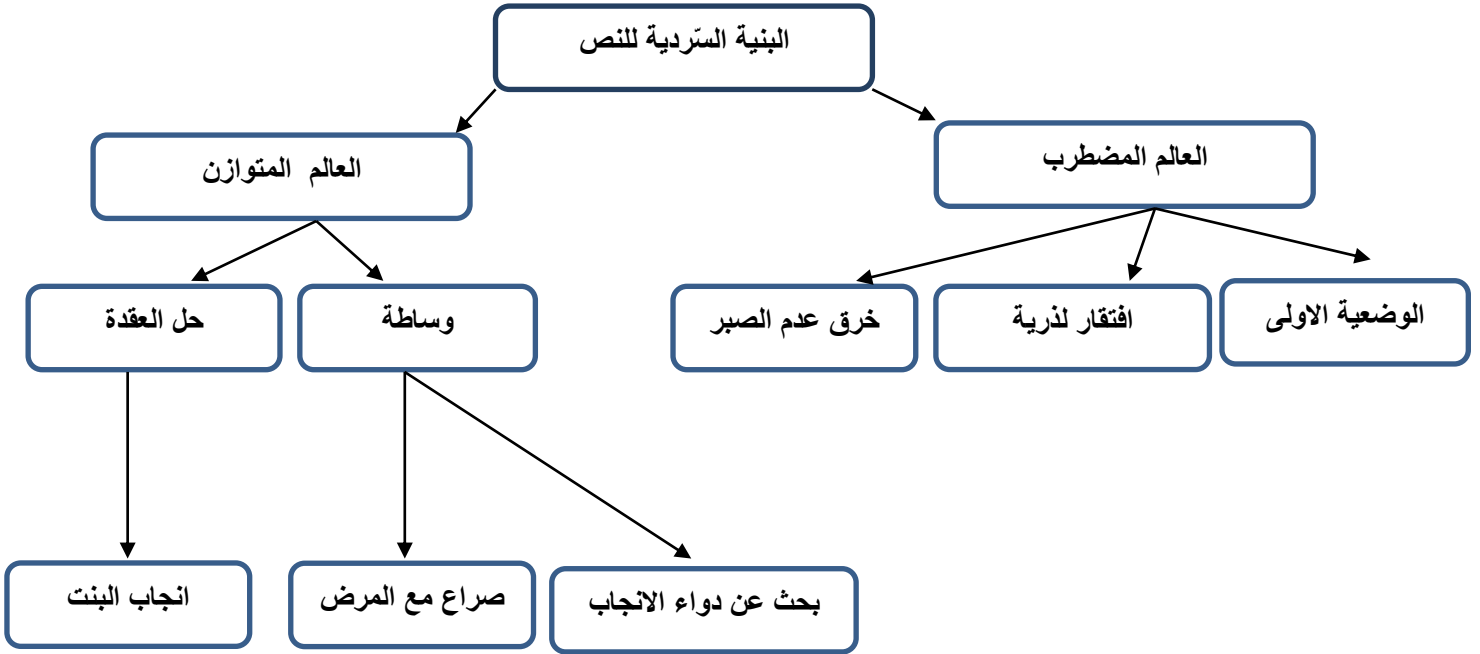 البنية السّردية للنص
العالم المضطرب
العالم المتوازن
الوضعية الاولى
افتقار لذرية
خرق عدم الصبر
وساطة
حل العقدة
بحث عن دواء الانجاب
صراع مع المرض
انجاب البنت